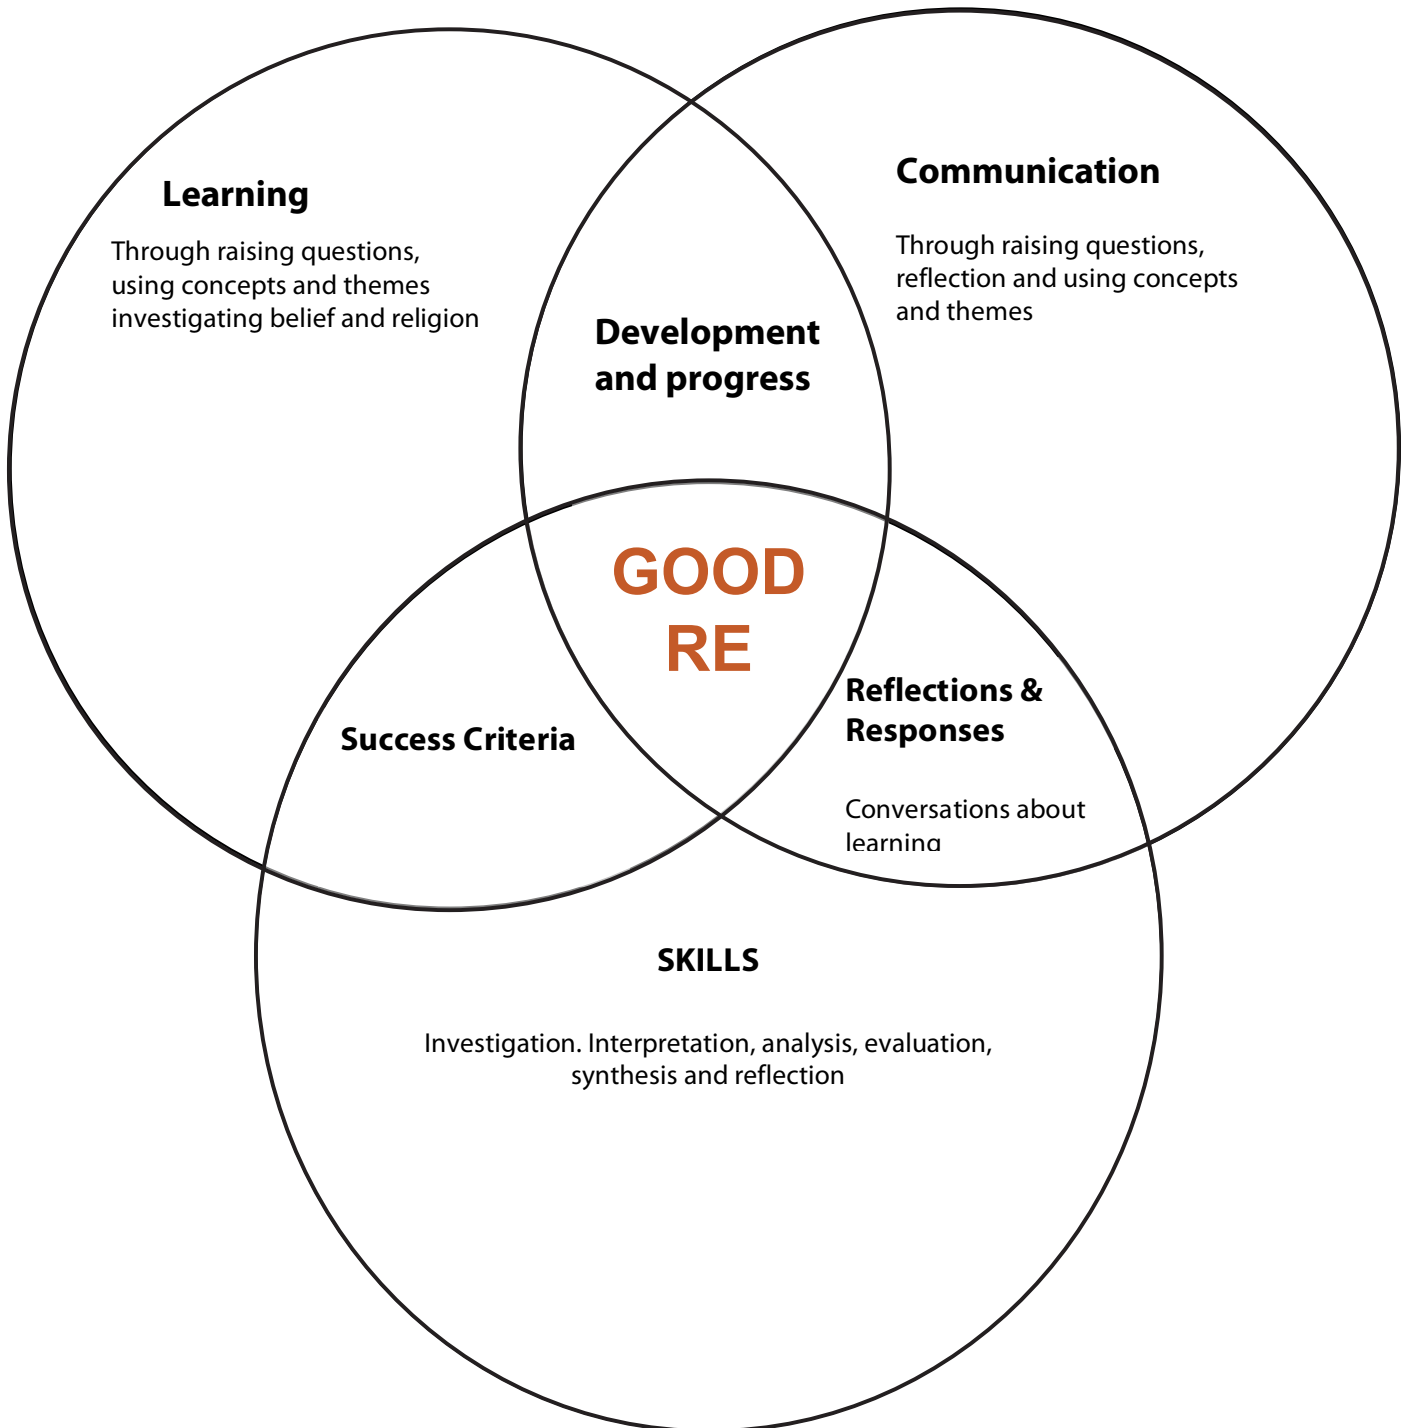 Learning
Through raising questions,
using concepts and themes
investigating belief and religion
Communication
Through raising questions,
reflection and using concepts
and themes
Development
and progress
GOOD
RE
Success Criteria
Reflections &
Responses
Conversations about
learning
SKILLS
Investigation. Interpretation, analysis, evaluation,
synthesis and reflection